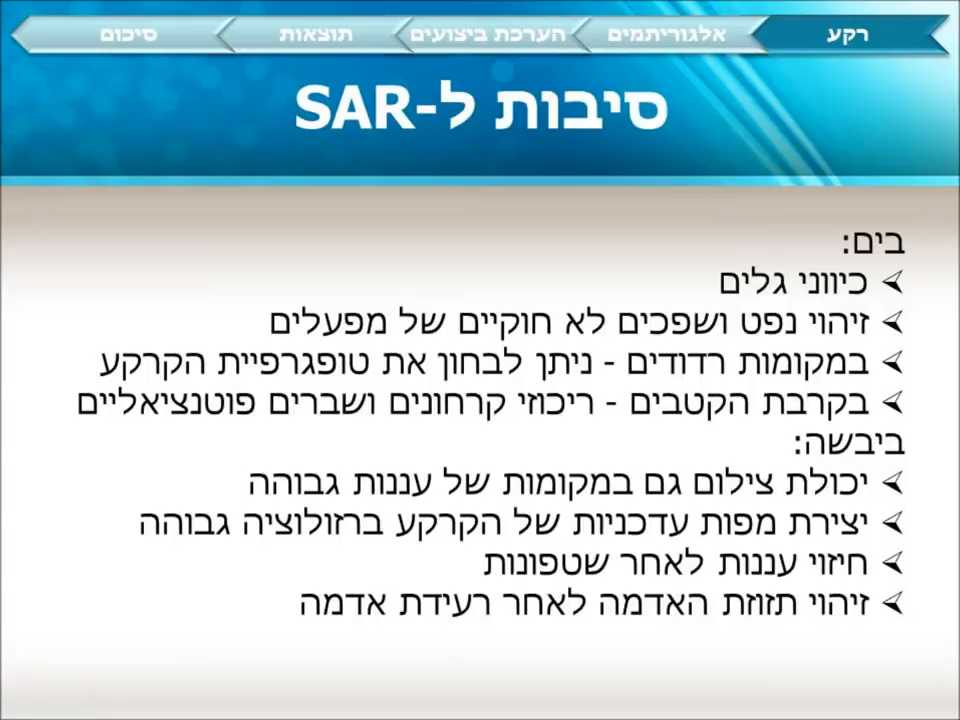 רקע
אלגוריתמים
הערכת ביצועים
תוצאות
סיכום
סיבות ל-SAR
בים:
כיווני גלים
זיהוי נפט ושפכים לא חוקיים של מפעלים
במקומות רדודים - ניתן לבחון את טופגרפיית הקרקע
בקרבת הקטבים - ריכוזי קרחונים ושברים פוטנציאליים
ביבשה:
יכולת צילום גם במקומות של עננות גבוהה
יצירת מפות עדכניות של הקרקע ברזולוציה גבוהה
חיזוי עננות לאחר שטפונות
זיהוי תזוזת האדמה לאחר רעידת אדמה